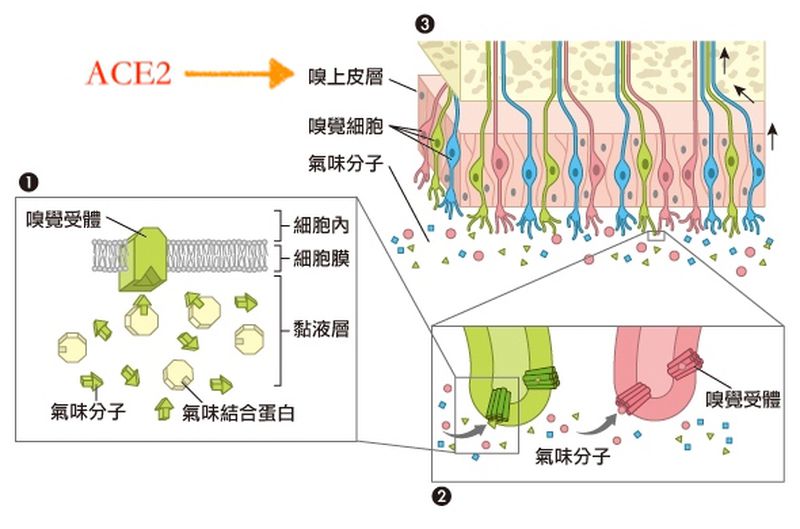 ❸
ACE2
嗅上皮層
嗅覺細胞
氣味分子
❶
嗅覺受體
細胞內
細胞膜
黏液層
氣味分子
氣味結合蛋白
嗅覺受體
氣味分子
❷